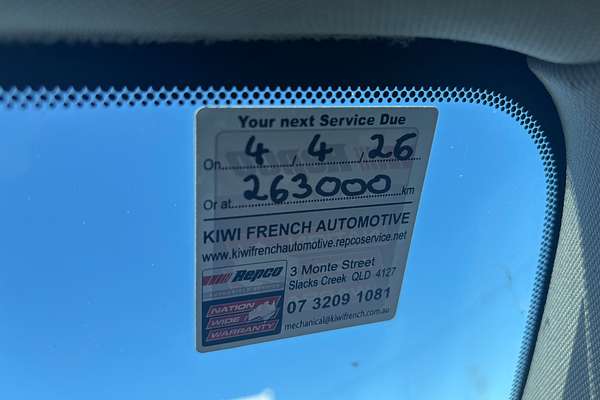 Your next Service Due
On 4 / 4 / 26
Or at 263000 km
KIWI FRENCH AUTOMOTIVE
www.kiwifrenchautomotive.repcoservice.net
Repco
3 Monte Street
Slacks Creek QLD 4127
NATION
WIDE
WARRANTY
07 3209 1081
mechanical@kiwifrench.com.au